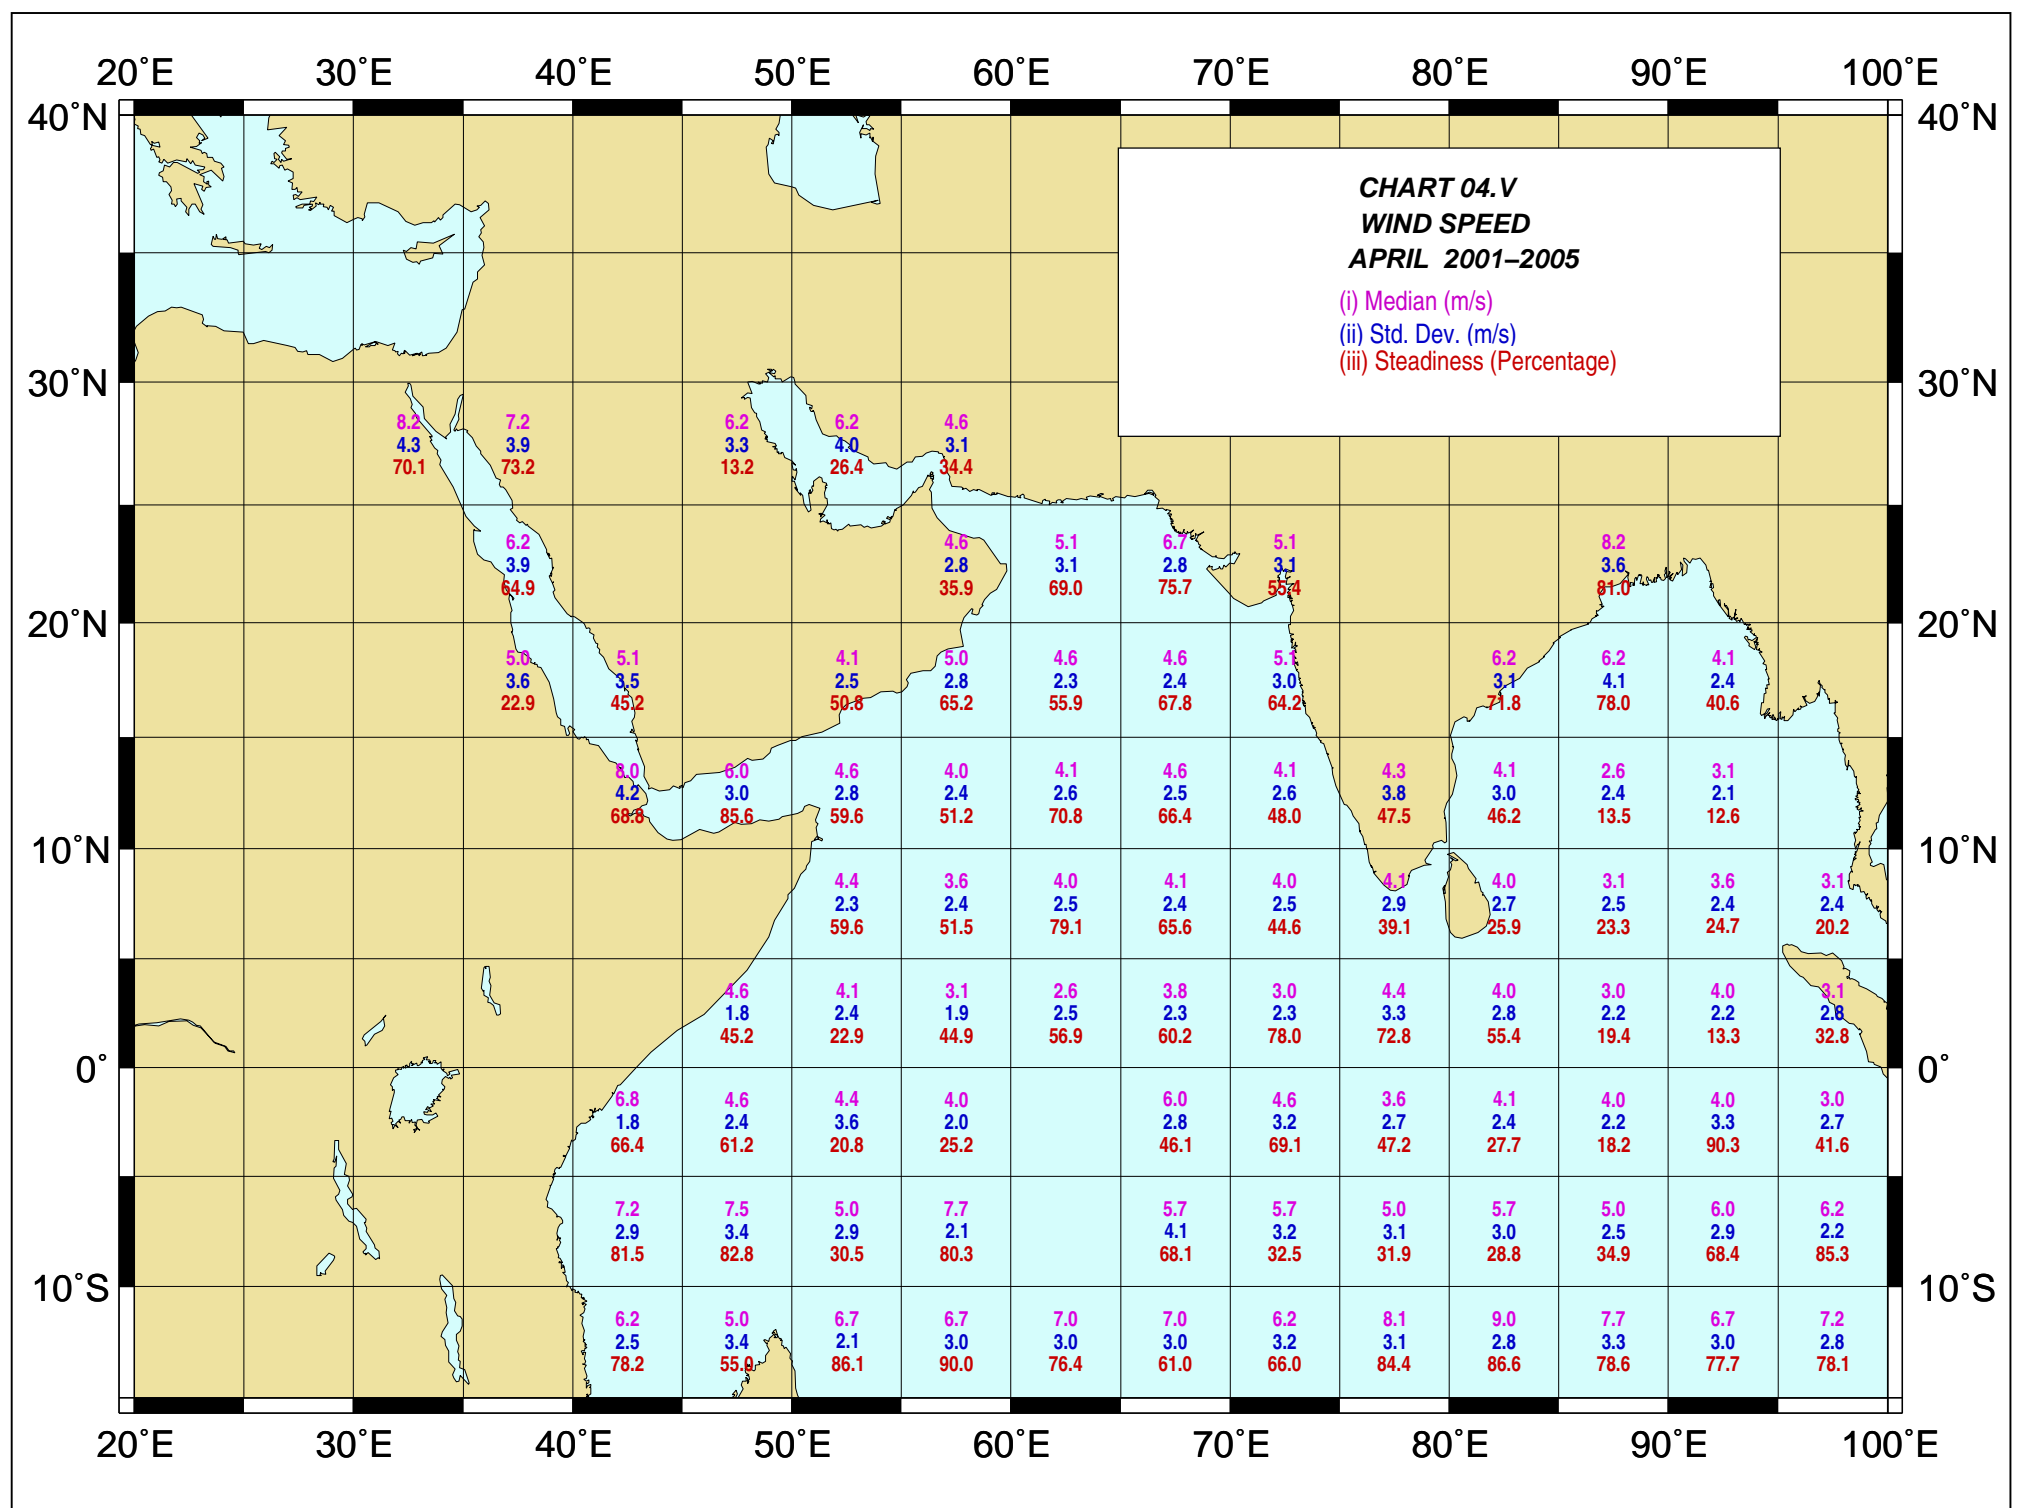 20°E 30°E 40°E 50°E 60°E 70°E 80°E 90°E 100°E
40°N 40°N
CHART 04.V
WIND SPEED
APRIL 2001–2005
(i) Median (m/s)
(ii) Std. Dev. (m/s)
(iii) Steadiness (Percentage)
30°N 30°N
8.2 7.2 6.2 6.2 4.6
4.3 3.9 3.3 4.0 3.1
70.1 73.2 13.2 26.4 34.4
6.2 4.6 5.1 6.7 5.1 8.2
3.9 2.8 3.1 2.8 3.1 3.6
64.9 35.9 69.0 75.7 55.4 81.0
20°N 20°N
5.0 5.1 4.1 5.0 4.6 4.6 5.1 6.2 6.2 4.1
3.6 3.5 2.5 2.8 2.3 2.4 3.0 3.1 4.1 2.4
22.9 45.2 50.8 65.2 55.9 67.8 64.2 71.8 78.0 40.6
8.0 6.0 4.6 4.0 4.1 4.6 4.1 4.3 4.1 2.6 3.1
4.2 3.0 2.8 2.4 2.6 2.5 2.6 3.8 3.0 2.4 2.1
68.8 85.6 59.6 51.2 70.8 66.4 48.0 47.5 46.2 13.5 12.6
10°N 10°N
4.4 3.6 4.0 4.1 4.0 4.1 4.0 3.1 3.6 3.1
2.3 2.4 2.5 2.4 2.5 2.9 2.7 2.5 2.4 2.4
59.6 51.5 79.1 65.6 44.6 39.1 25.9 23.3 24.7 20.2
4.6 4.1 3.1 2.6 3.8 3.0 4.4 4.0 3.0 4.0 3.1
1.8 2.4 1.9 2.5 2.3 2.3 3.3 2.8 2.2 2.2 2.8
45.2 22.9 44.9 56.9 60.2 78.0 72.8 55.4 19.4 13.3 32.8
0° 0°
6.8 4.6 4.4 4.0 6.0 4.6 3.6 4.1 4.0 4.0 3.0
1.8 2.4 3.6 2.0 2.8 3.2 2.7 2.4 2.2 3.3 2.7
66.4 61.2 20.8 25.2 46.1 69.1 47.2 27.7 18.2 90.3 41.6
7.2 7.5 5.0 7.7 5.7 5.7 5.0 5.7 5.0 6.0 6.2
2.9 3.4 2.9 2.1 4.1 3.2 3.1 3.0 2.5 2.9 2.2
81.5 82.8 30.5 80.3 68.1 32.5 31.9 28.8 34.9 68.4 85.3
10°S 10°S
6.2 5.0 6.7 6.7 7.0 7.0 6.2 8.1 9.0 7.7 6.7 7.2
2.5 3.4 2.1 3.0 3.0 3.0 3.2 3.1 2.8 3.3 3.0 2.8
78.2 86.1 90.0 76.4 61.0 66.0 84.4 86.6 78.6 77.7 78.1
20°E 30°E 40°E 50°E 60°E 70°E 80°E 90°E 100°E